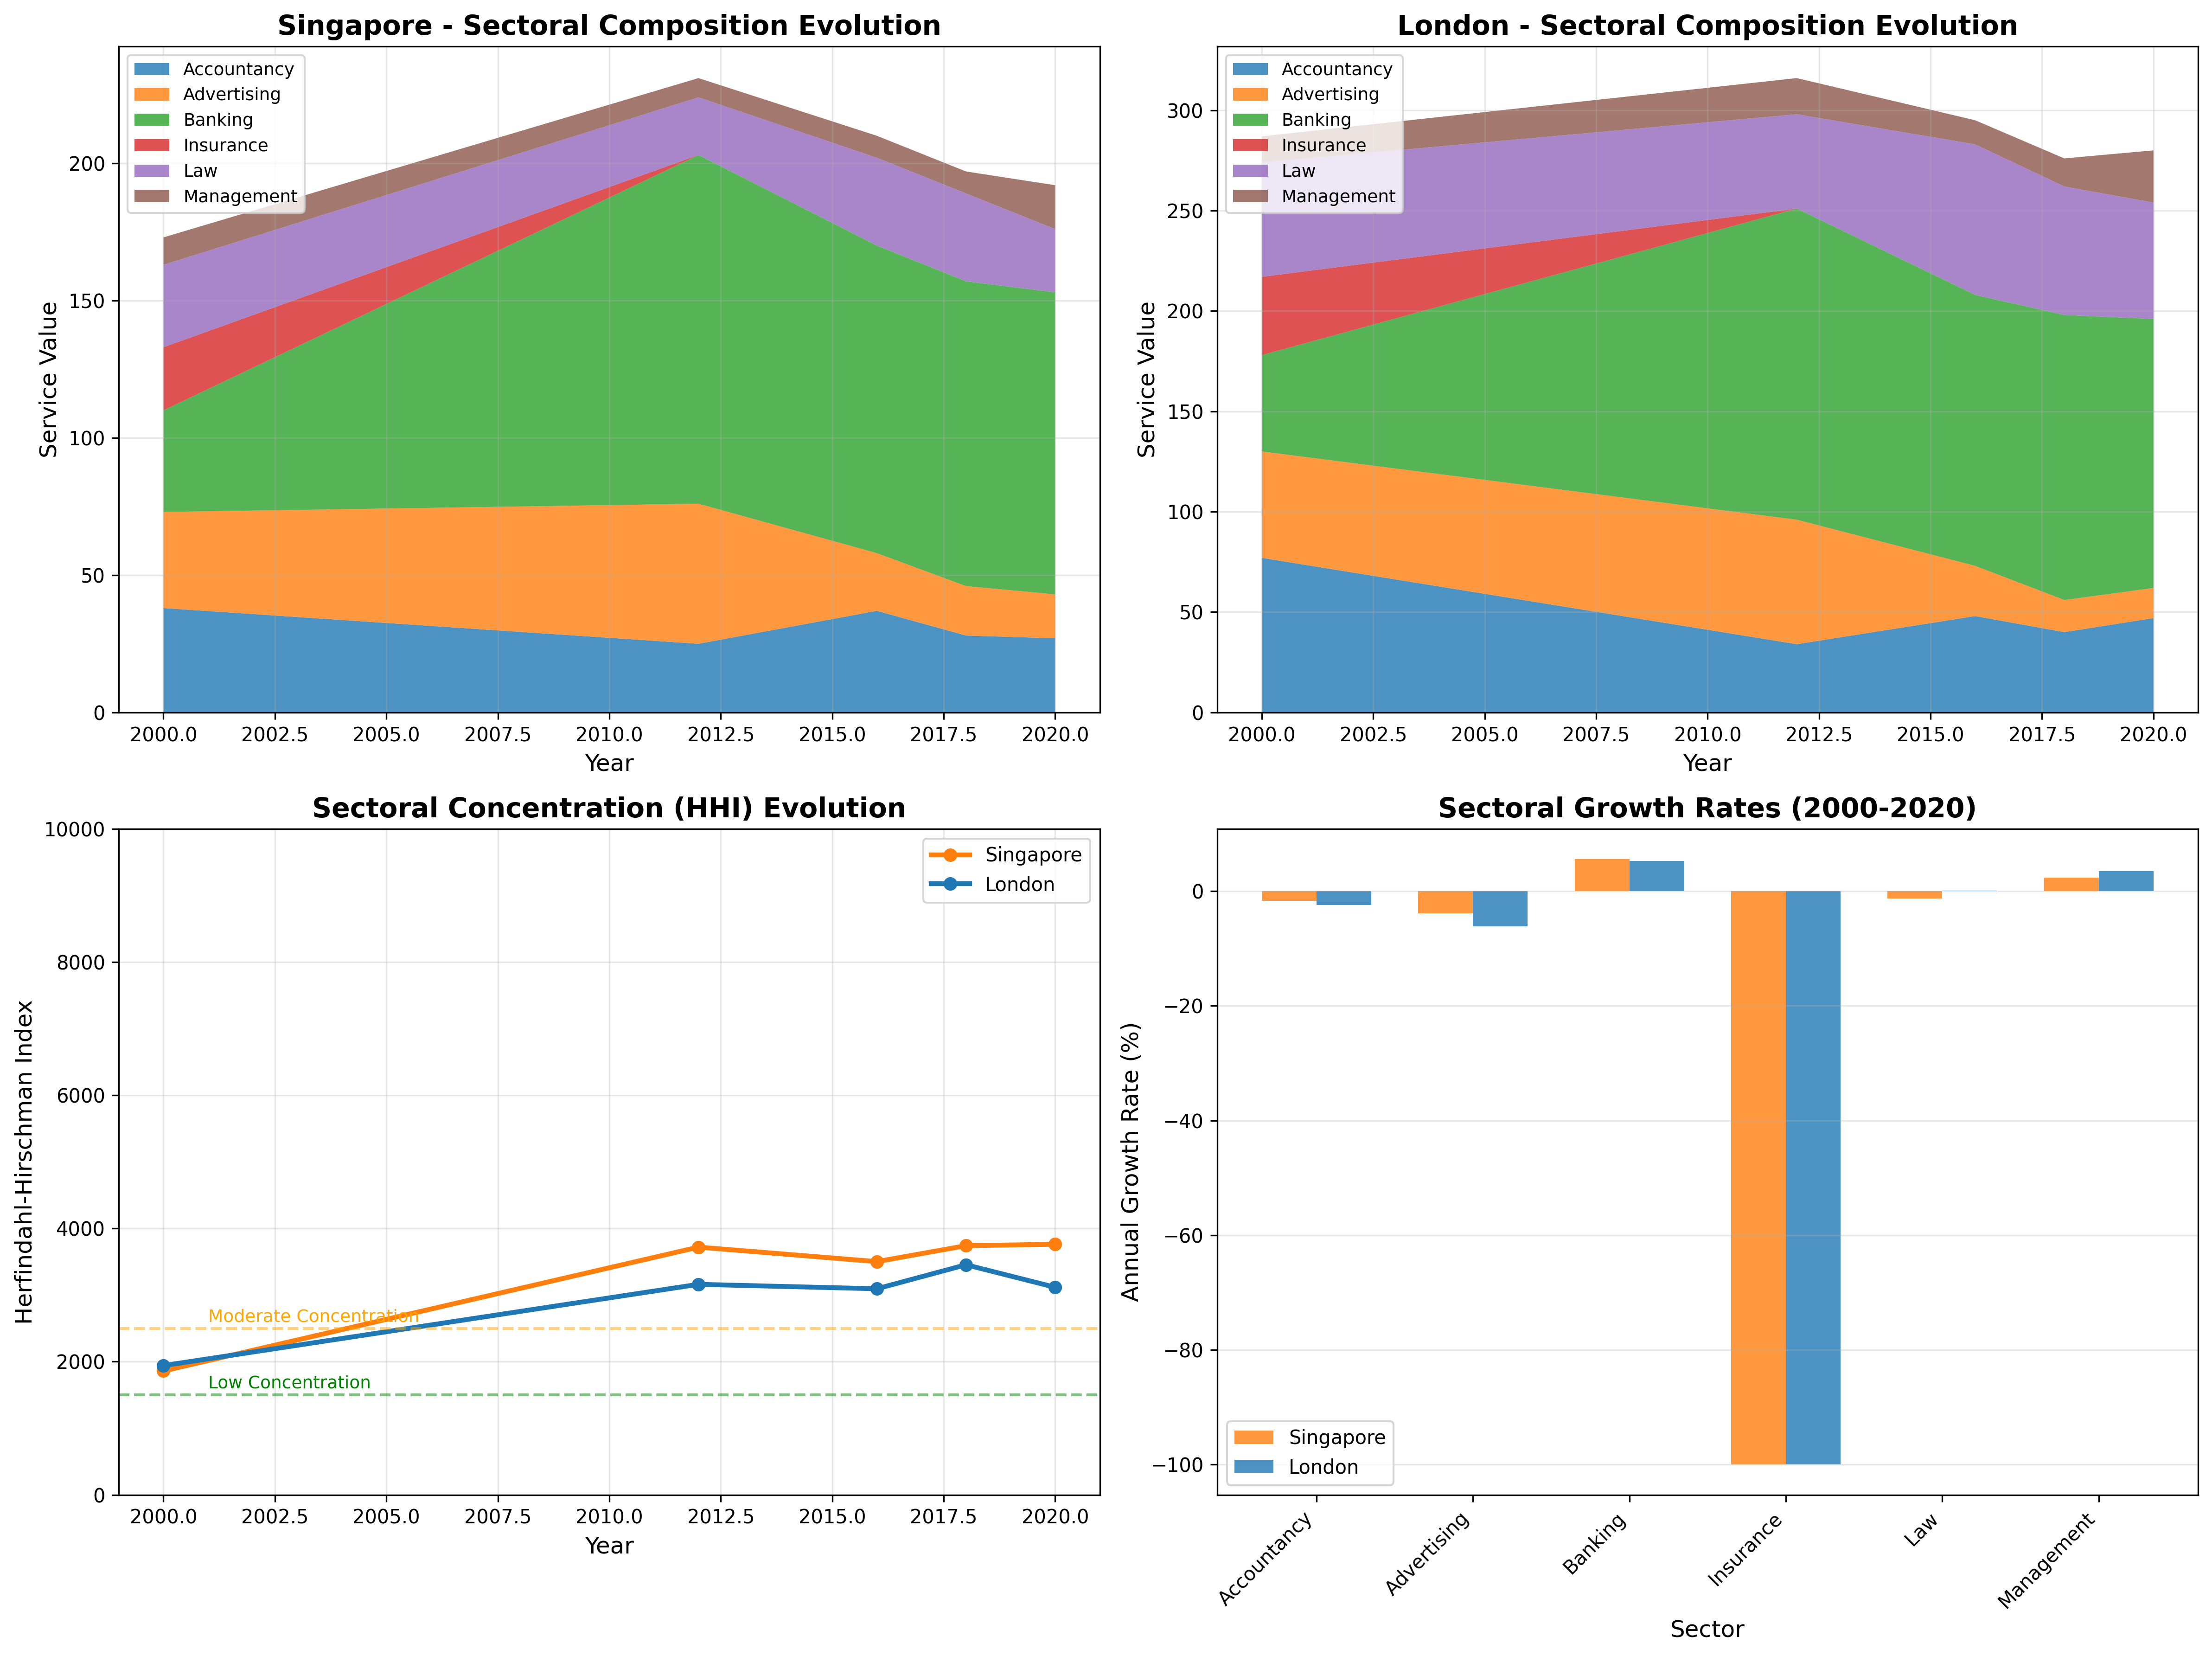 Singapore - Sectoral Composition Evolution
Accountancy
Advertising
Banking
Insurance
Law
Management
Service Value
200
150
100
50
0
2000.0 2002.5 2005.0 2007.5 2010.0 2012.5 2015.0 2017.5 2020.0
Year
London - Sectoral Composition Evolution
Accountancy
Advertising
Banking
Insurance
Law
Management
Service Value
300
250
200
150
100
50
0
2000.0 2002.5 2005.0 2007.5 2010.0 2012.5 2015.0 2017.5 2020.0
Year
Sectoral Concentration (HHI) Evolution
Singapore
London
Herfindahl-Hirschman Index
10000
8000
6000
4000
2000
0
Moderate Concentration
Low Concentration
2000.0 2002.5 2005.0 2007.5 2010.0 2012.5 2015.0 2017.5 2020.0
Year
Sectoral Growth Rates (2000-2020)
Annual Growth Rate (%)
0
−20
−40
−60
−80
−100
Singapore
London
Accountancy
Advertising
Banking
Insurance
Law
Management
Sector